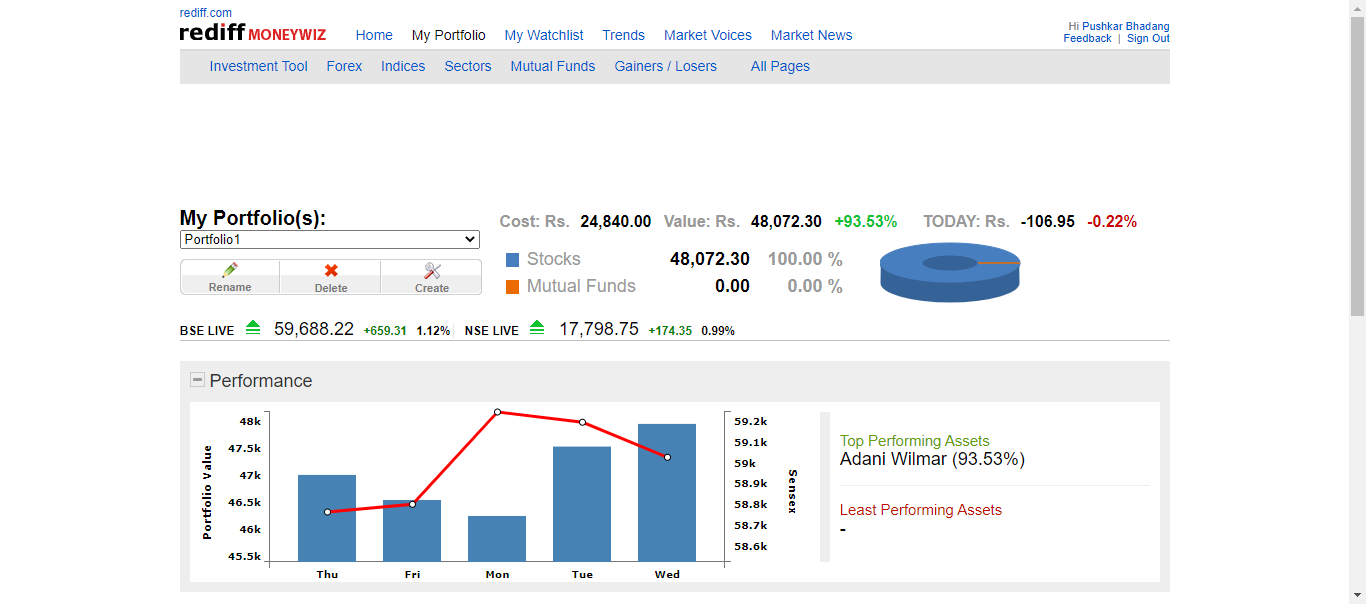 rediff.com
rediff MONEYWIZ Home My Portfolio My Watchlist Trends Market Voices Market News
Hi Pushkar Bhadang
Feedback | Sign Out
Investment Tool Forex Indices Sectors Mutual Funds Gainers / Losers All Pages
My Portfolio(s):
Portfolio1
Rename Delete Create
Cost: Rs. 24,840.00 Value: Rs. 48,072.30 +93.53% TODAY: Rs. -106.95 -0.22%
Stocks 48,072.30 100.00 %
Mutual Funds 0.00 0.00 %
BSE LIVE 59,688.22 +659.31 1.12% NSE LIVE 17,798.75 +174.35 0.99%
Performance
Portfolio Value
48k
47.5k
47k
46.5k
46k
45.5k
Thu Fri Mon Tue Wed
59.2k
59.1k
59k
58.9k
58.8k
58.7k
58.6k
Sensex
Top Performing Assets
Adani Wilmar (93.53%)
Least Performing Assets
-